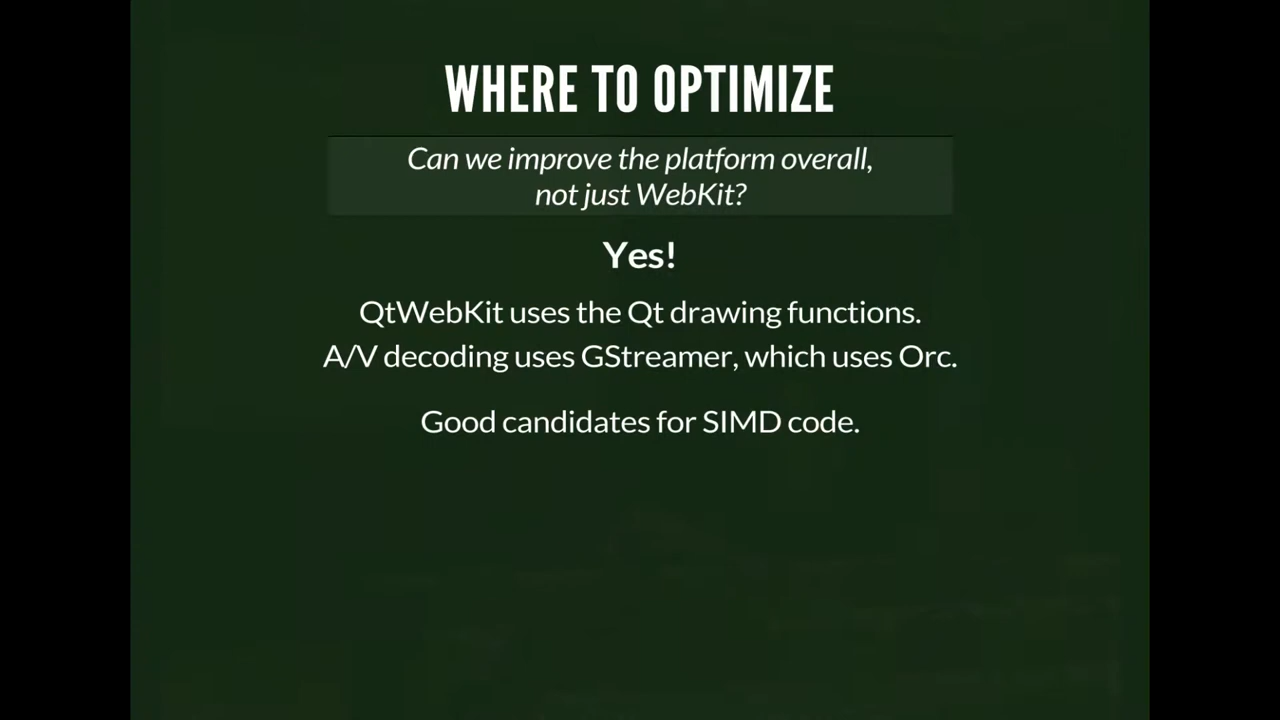 WHERE TO OPTIMIZE
Can we improve the platform overall,
not just WebKit?
Yes!
QtWebKit uses the Qt drawing functions.
A/V decoding uses GStreamer, which uses Orc.
Good candidates for SIMD code.